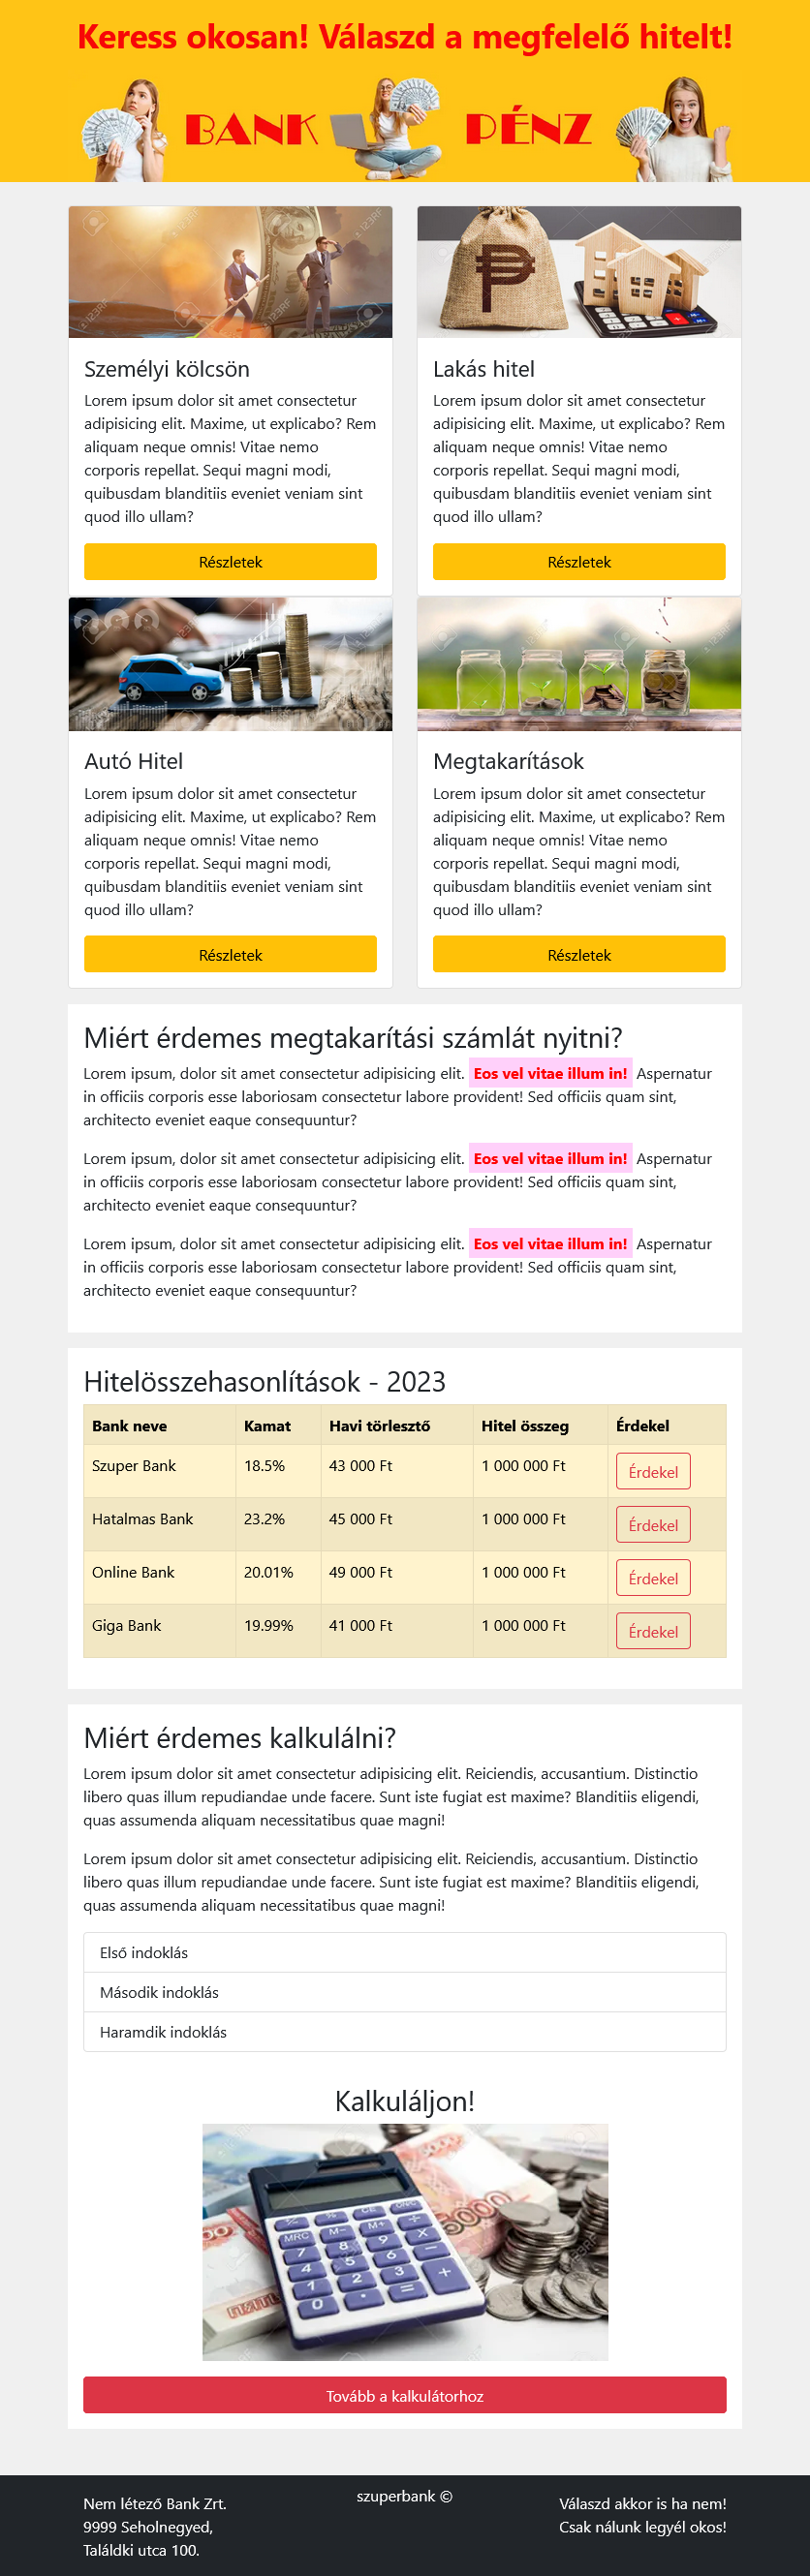 Keress okosan! Válaszd a megfelelő hitelt!
BANK PÉNZ
Személyi kölcsön
Lorem ipsum dolor sit amet consectetur
adipisicing elit. Maxime, ut explicabo? Rem
aliquam neque omnis! Vitae nemo
corporis repellat. Sequi magni modi,
quibusdam blanditiis eveniet veniam sint
quod illo ullam?
Részletek
Lakás hitel
Lorem ipsum dolor sit amet consectetur
adipisicing elit. Maxime, ut explicabo? Rem
aliquam neque omnis! Vitae nemo
corporis repellat. Sequi magni modi,
quibusdam blanditiis eveniet veniam sint
quod illo ullam?
Részletek
Autó Hitel
Lorem ipsum dolor sit amet consectetur
adipisicing elit. Maxime, ut explicabo? Rem
aliquam neque omnis! Vitae nemo
corporis repellat. Sequi magni modi,
quibusdam blanditiis eveniet veniam sint
quod illo ullam?
Részletek
Megtakarítások
Lorem ipsum dolor sit amet consectetur
adipisicing elit. Maxime, ut explicabo? Rem
aliquam neque omnis! Vitae nemo
corporis repellat. Sequi magni modi,
quibusdam blanditiis eveniet veniam sint
quod illo ullam?
Részletek
Miért érdemes megtakarítási számlát nyitni?
Lorem ipsum, dolor sit amet consectetur adipisicing elit. Eos vel vitae illum in! Aspernatur
in officiis corporis esse laboriosam consectetur labore provident! Sed officiis quam sint,
architecto eveniet eaque consequuntur?
Lorem ipsum, dolor sit amet consectetur adipisicing elit. Eos vel vitae illum in! Aspernatur
in officiis corporis esse laboriosam consectetur labore provident! Sed officiis quam sint,
architecto eveniet eaque consequuntur?
Lorem ipsum, dolor sit amet consectetur adipisicing elit. Eos vel vitae illum in! Aspernatur
in officiis corporis esse laboriosam consectetur labore provident! Sed officiis quam sint,
architecto eveniet eaque consequuntur?
Hitelösszehasonlítások - 2023
Bank neve Kamat Havi törlesztő Hitel összeg Érdekel
Szuper Bank 18.5% 43 000 Ft 1 000 000 Ft Érdekel
Hatalmas Bank 23.2% 45 000 Ft 1 000 000 Ft Érdekel
Online Bank 20.01% 49 000 Ft 1 000 000 Ft Érdekel
Giga Bank 19.99% 41 000 Ft 1 000 000 Ft Érdekel
Miért érdemes kalkulálni?
Lorem ipsum dolor sit amet consectetur adipisicing elit. Reiciendis, accusantium. Distinctio
libero quas illum repudiandae unde facere. Sunt iste fugiat est maxime? Blanditiis eligendi,
quas assumenda aliquam necessitatibus quae magni!
Lorem ipsum dolor sit amet consectetur adipisicing elit. Reiciendis, accusantium. Distinctio
libero quas illum repudiandae unde facere. Sunt iste fugiat est maxime? Blanditiis eligendi,
quas assumenda aliquam necessitatibus quae magni!
Első indoklás
Második indoklás
Haramdik indoklás
Kalkuláljon!
Tovább a kalkulátorhoz
Nem létező Bank Zrt.
9999 Seholnegyed,
Találdki utca 100.
szuperbank ©
Válaszd akkor is ha nem!
Csak nálunk legyél okos!